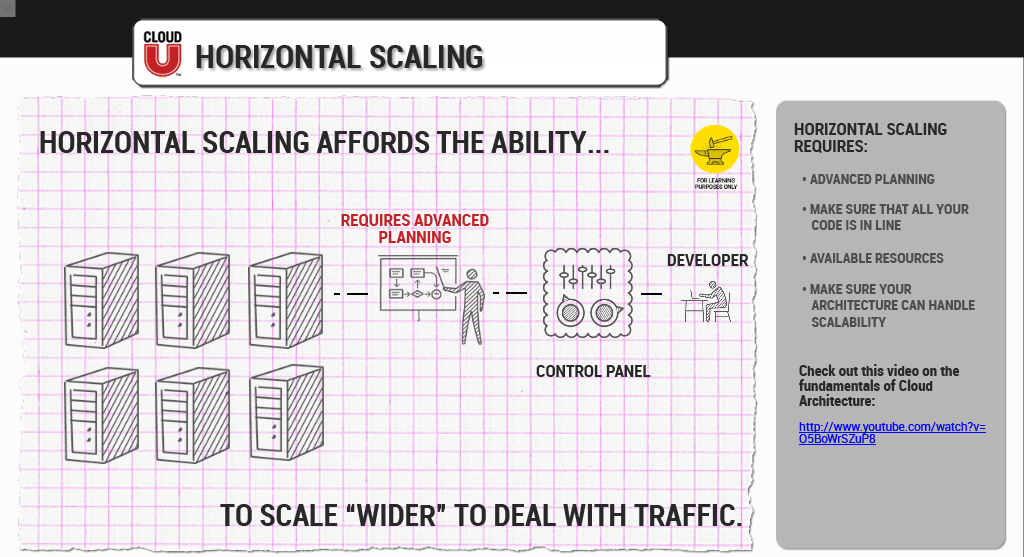 CLOUD
U
HORIZONTAL SCALING
HORIZONTAL SCALING AFFORDS THE ABILITY...
FOR LEARNING
PURPOSES ONLY
REQUIRES ADVANCED
PLANNING
DEVELOPER
CONTROL PANEL
TO SCALE “WIDER” TO DEAL WITH TRAFFIC.
HORIZONTAL SCALING
REQUIRES:
• ADVANCED PLANNING
• MAKE SURE THAT ALL YOUR
CODE IS IN LINE
• AVAILABLE RESOURCES
• MAKE SURE YOUR
ARCHITECTURE CAN HANDLE
SCALABILITY
Check out this video on the
fundamentals of Cloud
Architecture:
http://www.youtube.com/watch?v=
O5BoWrSZuP8